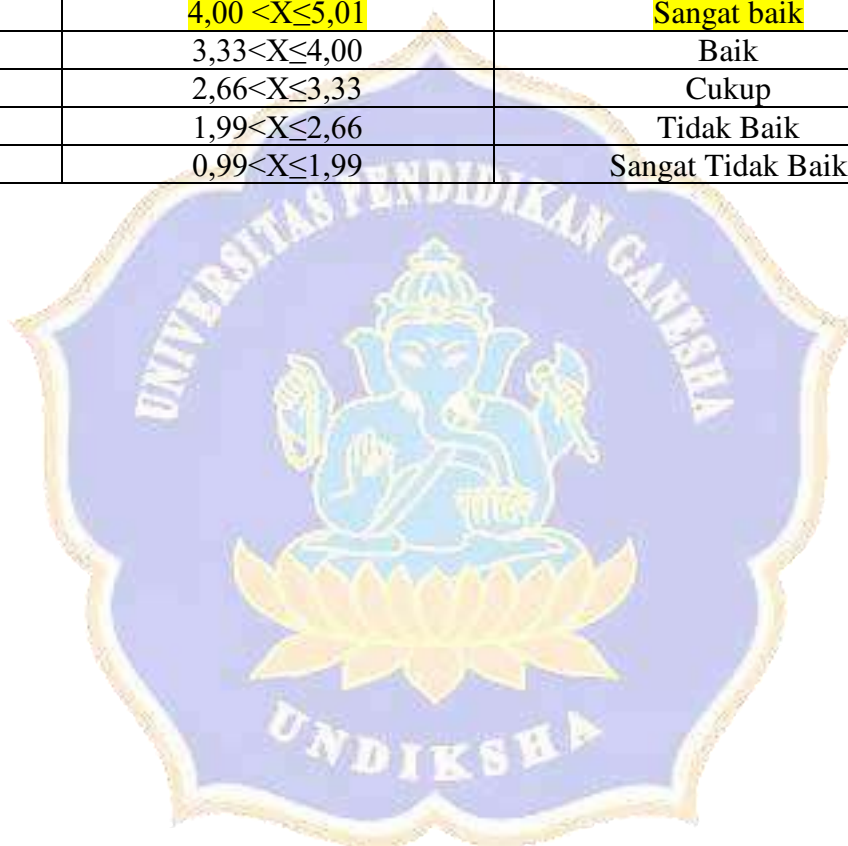 4,00 <X≤5,01 Sangat baik
3,33<X≤4,00 Baik
2,66<X≤3,33 Cukup
1,99<X≤2,66 Tidak Baik
0,99<X≤1,99 Sangat Tidak Baik
UNIVERSITAS PENDIDIKAN GANESHA
UNDIKSHA